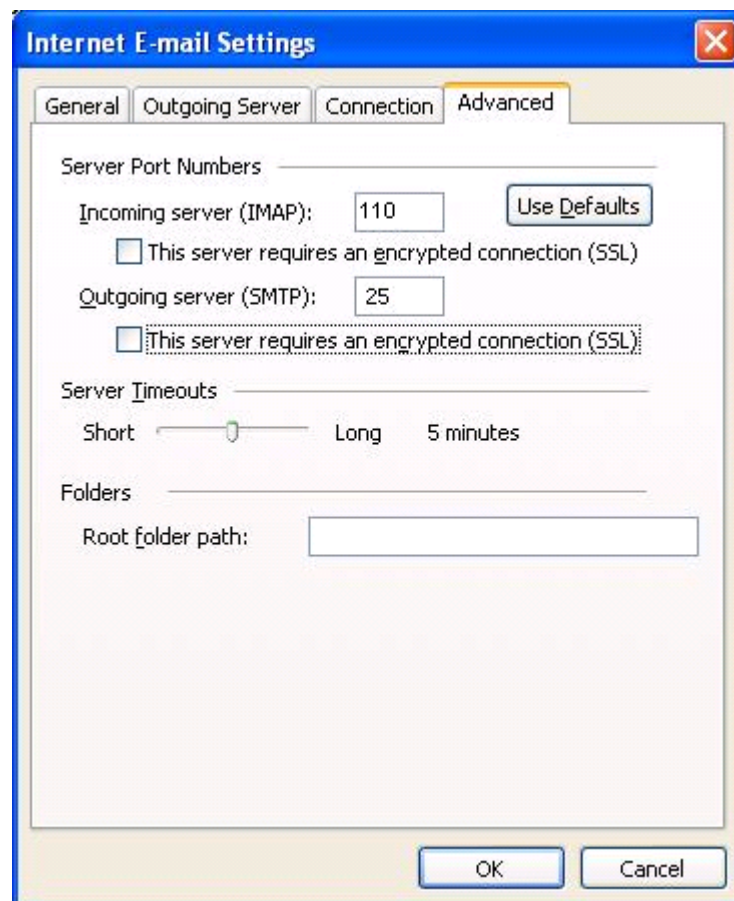 Internet E-mail Settings
General Outgoing Server Connection Advanced
Server Port Numbers
Incoming server (IMAP): 110 Use Defaults
This server requires an encrypted connection (SSL)
Outgoing server (SMTP): 25
This server requires an encrypted connection (SSL)
Server Timeouts
Short Long 5 minutes
Folders
Root folder path:
OK Cancel